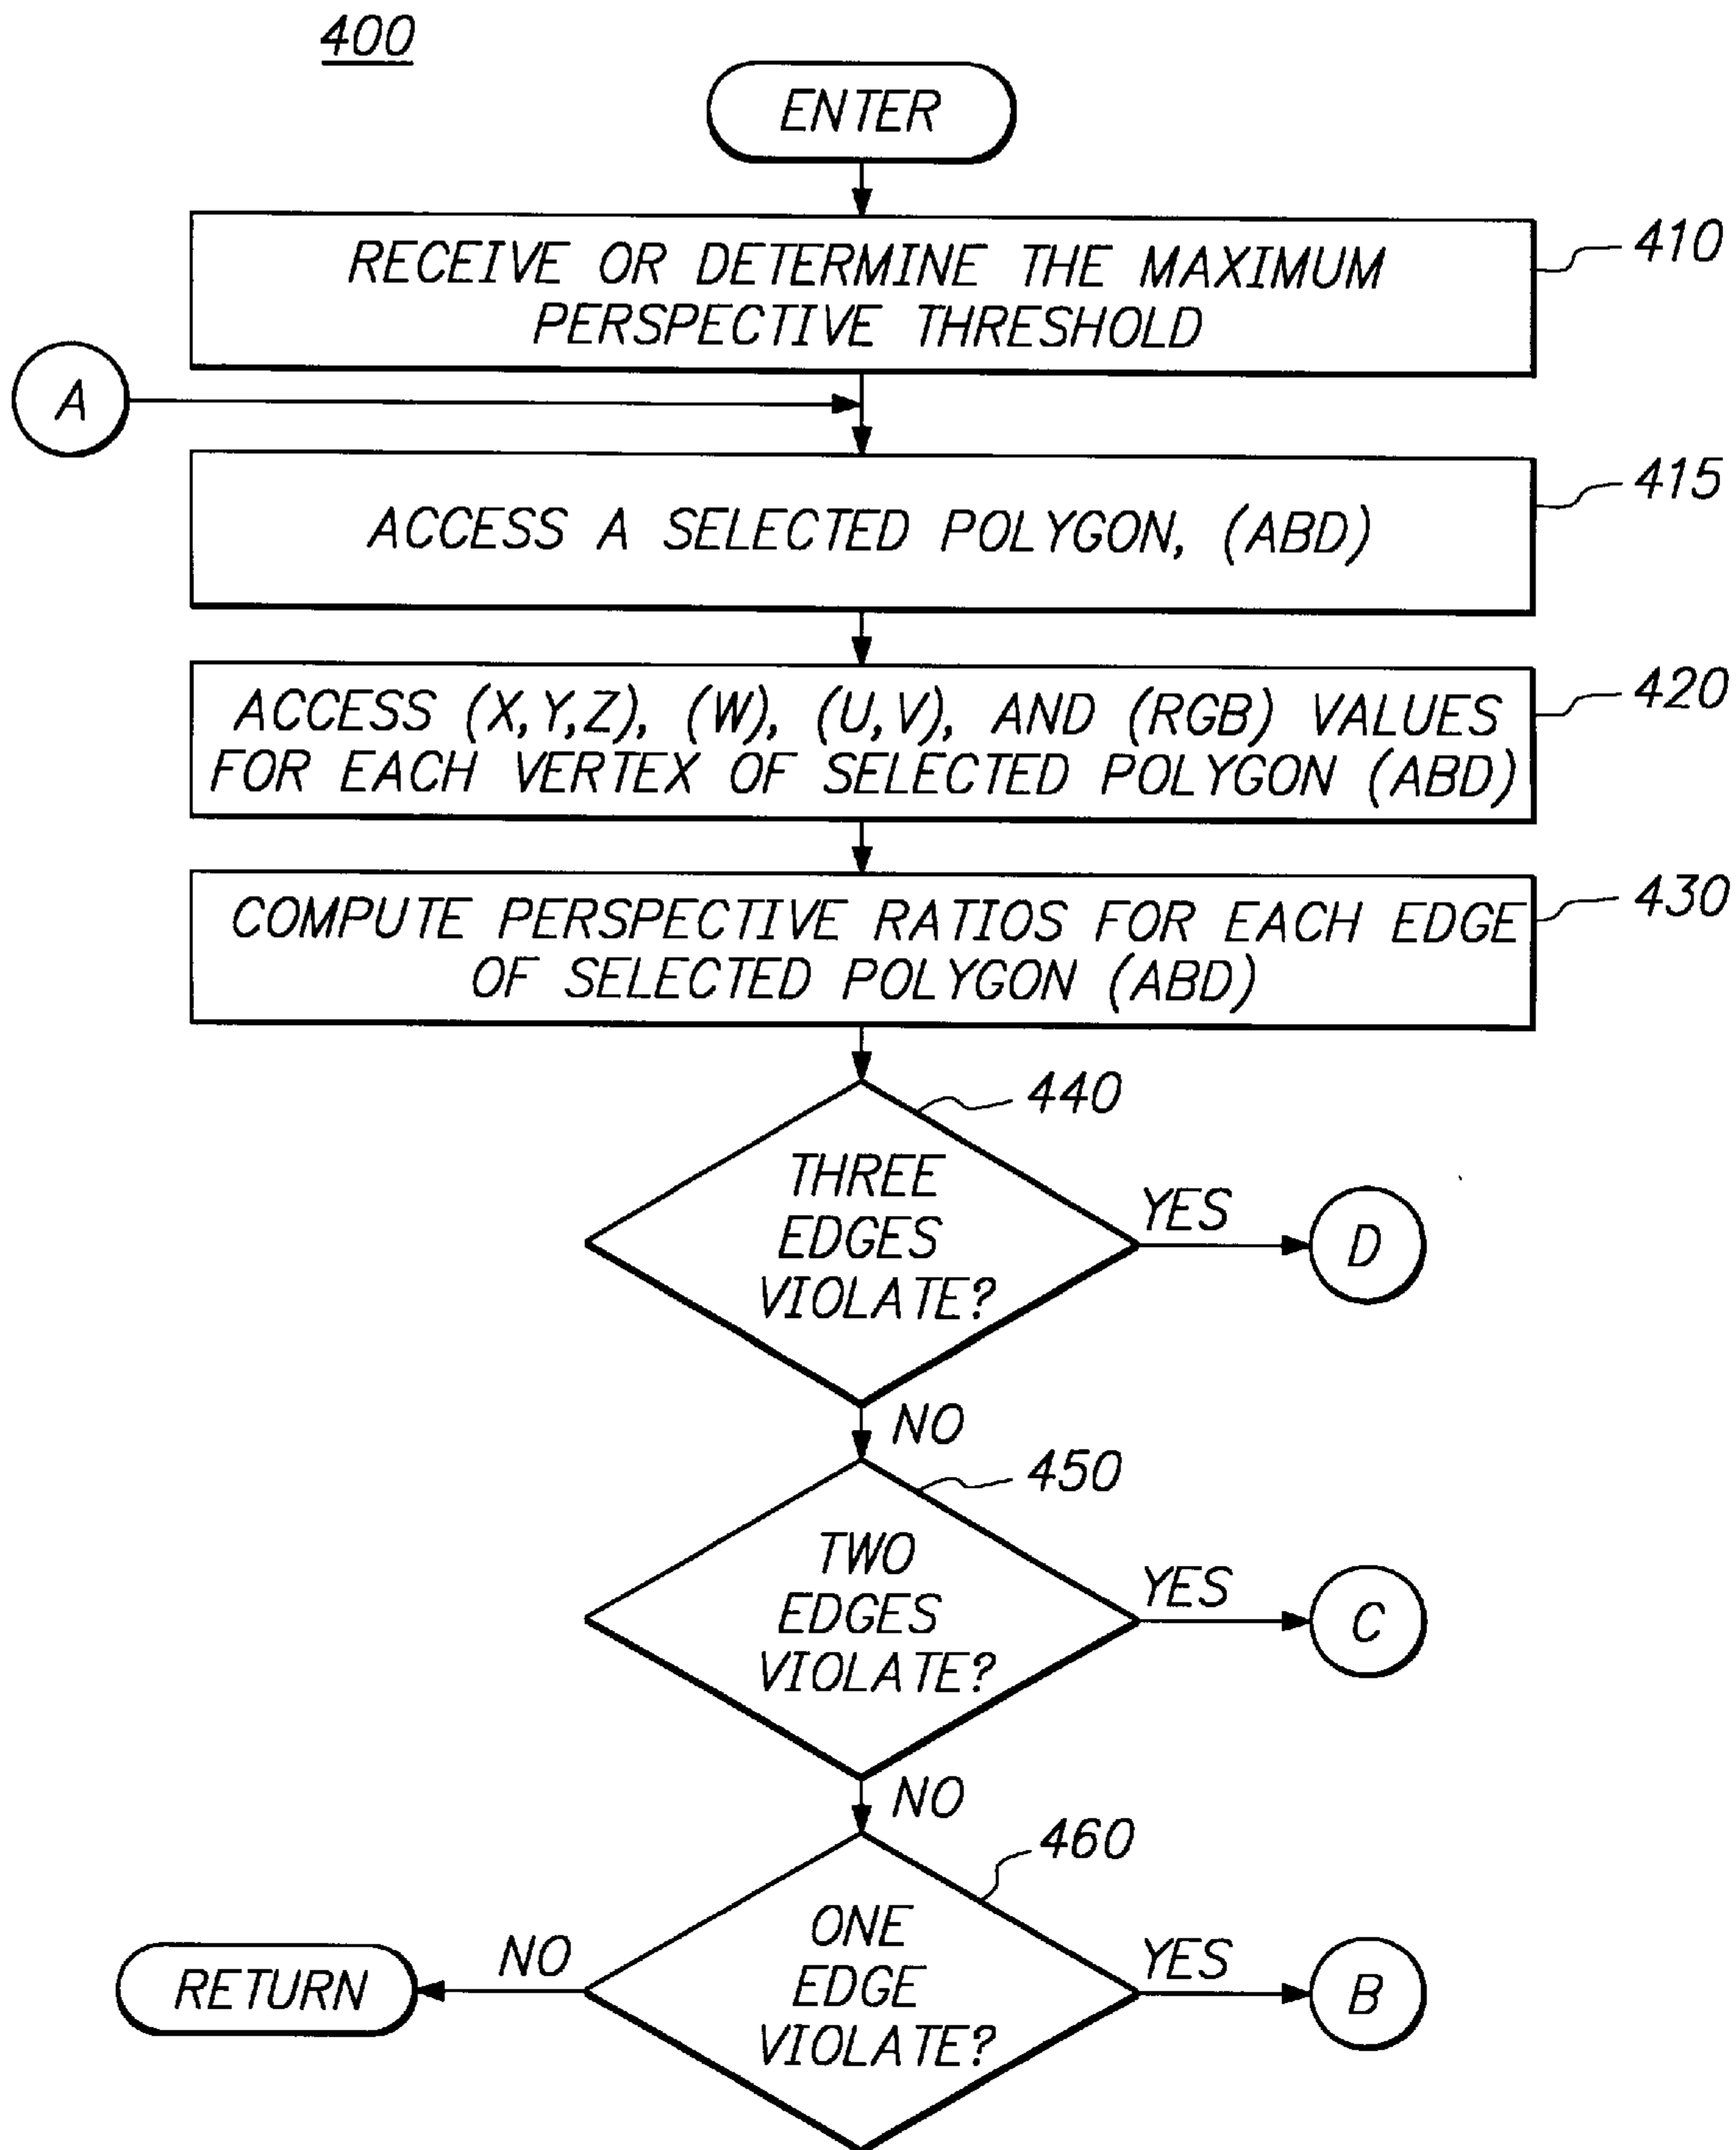 400
ENTER
RECEIVE OR DETERMINE THE MAXIMUM
PERSPECTIVE THRESHOLD
410
A
ACCESS A SELECTED POLYGON, (ABD)
415
ACCESS (X,Y,Z), (W), (U,V), AND (RGB) VALUES
FOR EACH VERTEX OF SELECTED POLYGON (ABD)
420
COMPUTE PERSPECTIVE RATIOS FOR EACH EDGE
OF SELECTED POLYGON (ABD)
430
440
THREE
EDGES
VIOLATE?
YES
D
NO
450
TWO
EDGES
VIOLATE?
YES
C
NO
460
ONE
EDGE
VIOLATE?
YES
B
NO
RETURN